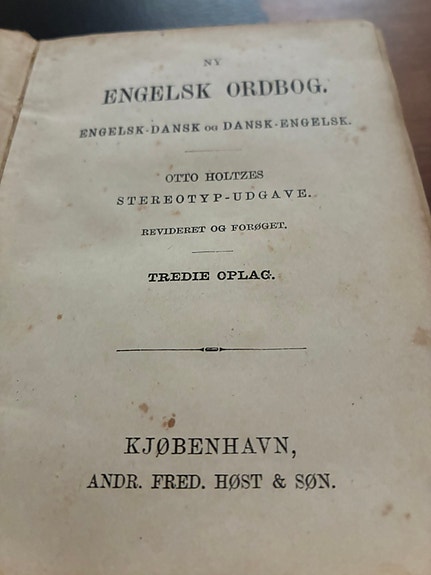 NY
ENGELSK ORDBOG.
ENGELSK-DANSK OG DANSK-ENGELSK.
OTTO HOLTZES
STEREOTYP-UDGAVE.
REVIDERET OG FORØGET.
TREDIE OPLAG.
KJØBENHAVN,
ANDR. FRED. HØST & SØN.